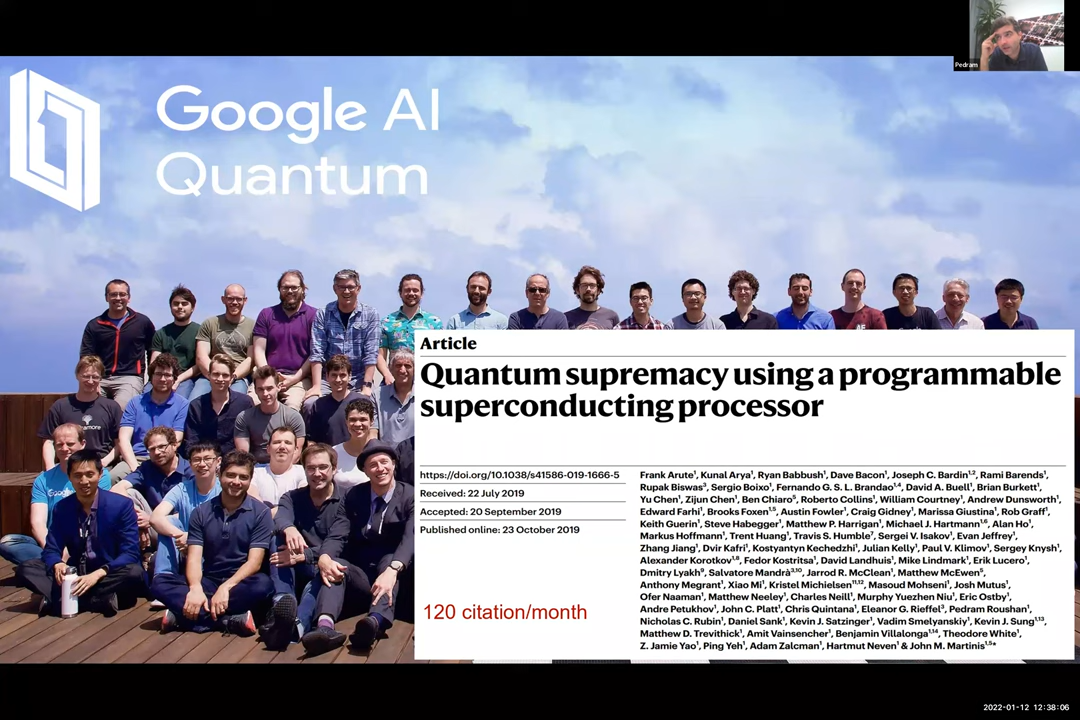 Pedram
Google AI
Quantum
Article
Quantum supremacy using a programmable
superconducting processor
https://doi.org/10.1038/s41586-019-1666-5
Received: 22 July 2019
Accepted: 20 September 2019
Published online: 23 October 2019
120 citation/month
Frank Arute¹, Kunal Arya¹, Ryan Babbush¹, Dave Bacon¹, Joseph C. Bardin¹,², Rami Barends¹,
Rupak Biswas³, Sergio Boixo¹, Fernando G. S. L. Brandao¹,⁴, David A. Buell¹, Brian Burkett¹,
Yu Chen¹, Zijun Chen¹, Ben Chiaro⁵, Roberto Collins¹, William Courtney¹, Andrew Dunsworth¹,
Edward Farhi¹, Brooks Foxen¹,⁵, Austin Fowler¹, Craig Gidney¹, Marissa Giustina¹, Rob Graff¹,
Keith Guerin¹, Steve Habegger¹, Matthew P. Harrigan¹, Michael J. Hartmann¹,⁶, Alan Ho¹,
Markus Hoffmann¹, Trent Huang¹, Travis S. Humble⁷, Sergei V. Isakov¹, Evan Jeffrey¹,
Zhang Jiang¹, Dvir Kafri¹, Kostyantyn Kechedzhi¹, Julian Kelly¹, Paul V. Klimov¹, Sergey Knysh¹,
Alexander Korotkov¹,⁸, Fedor Kostritsa¹, David Landhuis¹, Mike Lindmark¹, Erik Lucero¹,
Dmitry Lyakh⁹, Salvatore Mandrà³,¹⁰, Jarrod R. McClean¹, Matthew McEwen⁵,
Anthony Megrant¹, Xiao Mi¹, Kristel Michielsen¹¹,¹², Masoud Mohseni¹, Josh Mutus¹,
Ofer Naaman¹, Matthew Neeley¹, Charles Neill¹, Murphy Yuezhen Niu¹, Eric Ostby¹,
Andre Petukhov¹, John C. Platt¹, Chris Quintana¹, Eleanor G. Rieffel³, Pedram Roushan¹,
Nicholas C. Rubin¹, Daniel Sank¹, Kevin J. Satzinger¹, Vadim Smelyanskiy¹, Kevin J. Sung¹,¹³,
Matthew D. Trevithick¹, Amit Vainsencher¹, Benjamin Villalonga¹,¹⁴, Theodore White¹,
Z. Jamie Yao¹, Ping Yeh¹, Adam Zalcman¹, Hartmut Neven¹ & John M. Martinis¹,⁵*
2022-01-12 12:38:06